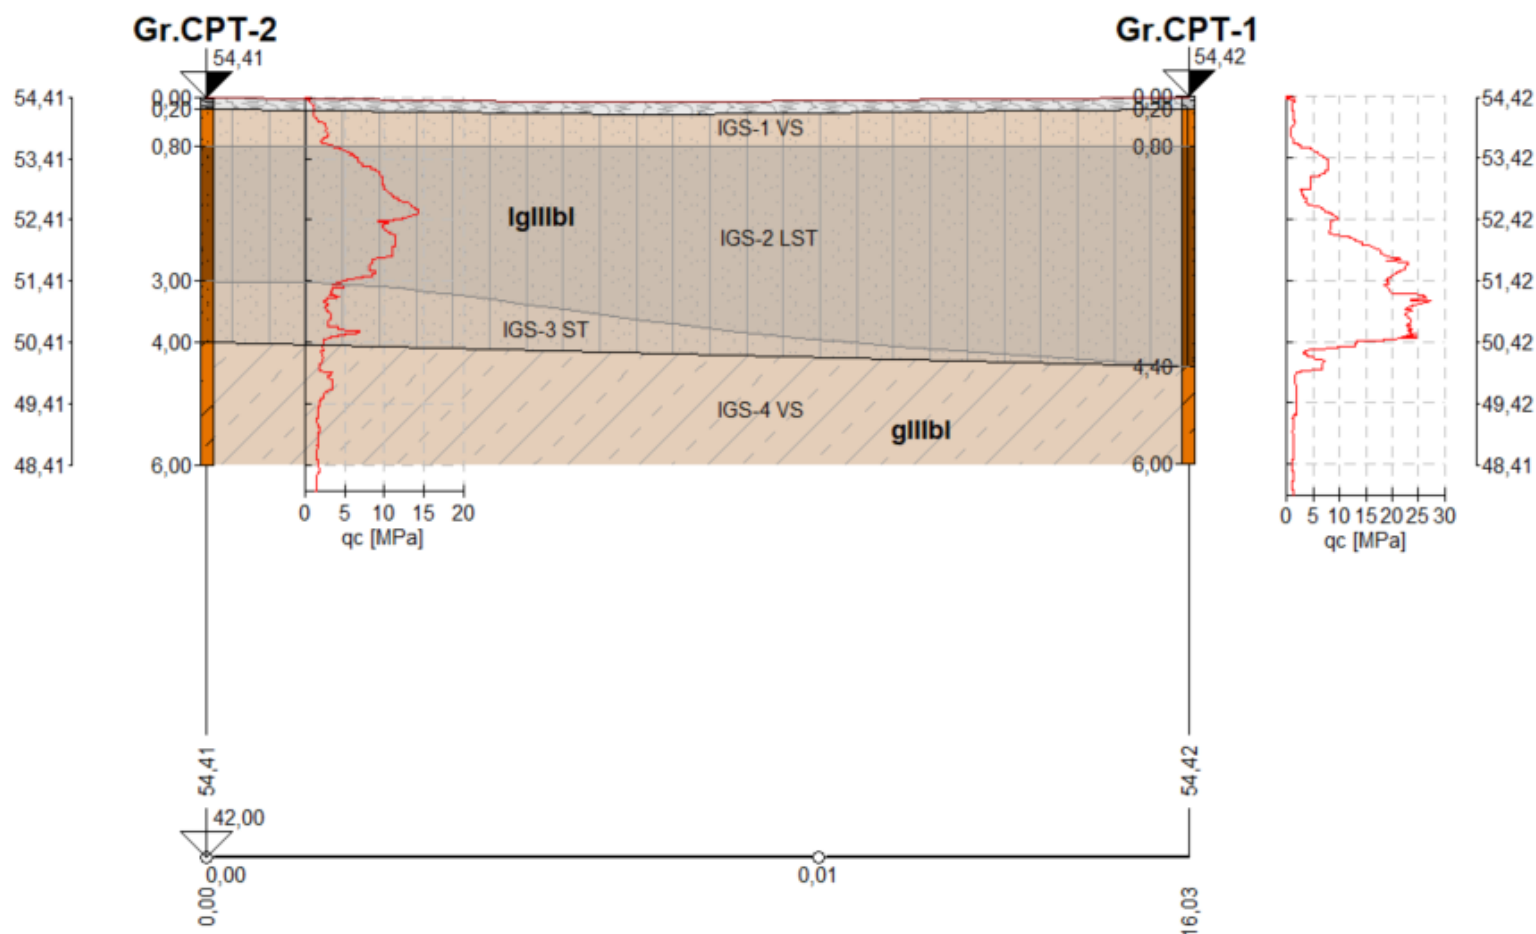 Gr.CPT-2
54,41
Gr.CPT-1
54,42
54,41
53,41
52,41
51,41
50,41
49,41
48,41
0,00
0,20
0,80
3,00
4,00
6,00
IGS-1 VS
lgIIIbl
IGS-2 LST
IGS-3 ST
IGS-4 VS
gIIIbl
0 5 10 15 20
qc [MPa]
0,00
0,20
0,80
4,40
6,00
54,42
53,42
52,42
51,42
50,42
49,42
48,41
0 5 10 15 20 25 30
qc [MPa]
54,41
54,42
42,00
0,00
0,01
0,00
16,03